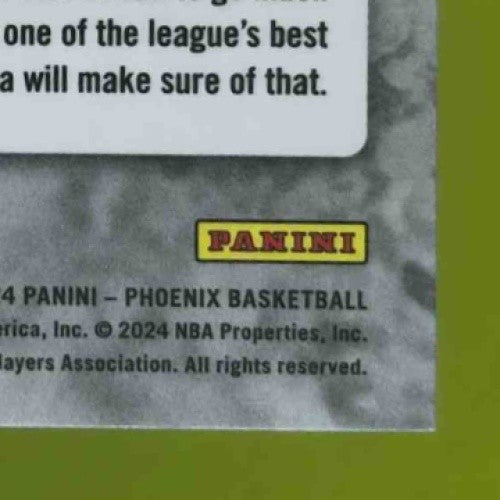 one of the league's best
a will make sure of that.
PANINI
4 PANINI – PHOENIX BASKETBALL
rica, Inc. © 2024 NBA Properties, Inc.
layers Association. All rights reserved.